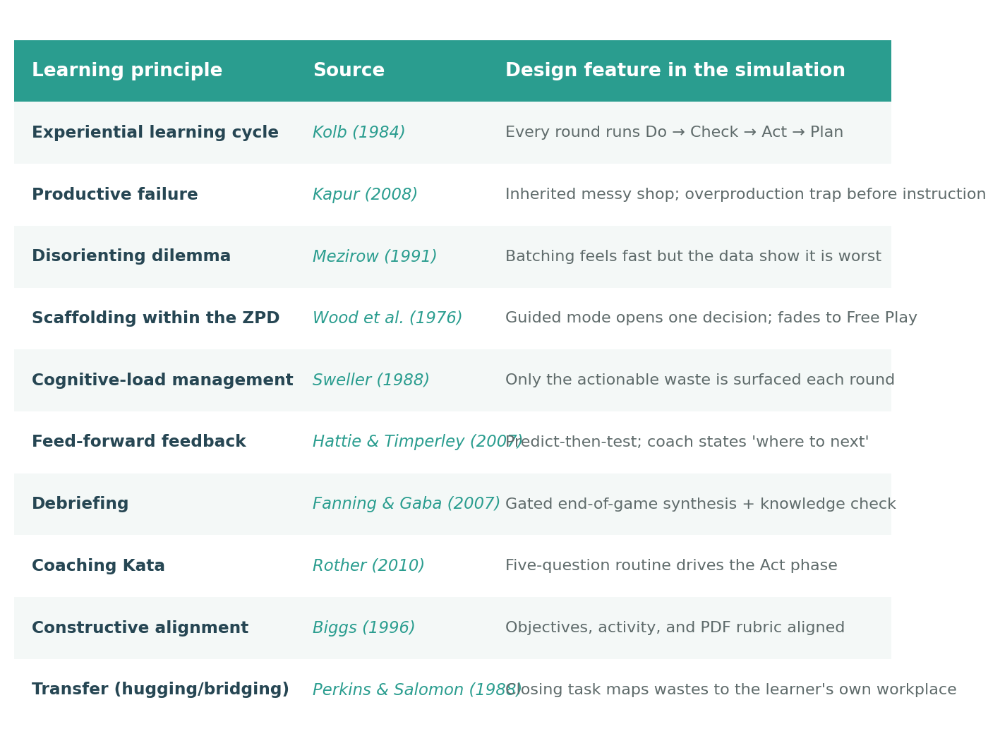 Learning principle Source Design feature in the simulation
Experiential learning cycle Kolb (1984) Every round runs Do → Check → Act → Plan
Productive failure Kapur (2008) Inherited messy shop; overproduction trap before instruction
Disorienting dilemma Mezirow (1991) Batching feels fast but the data show it is worst
Scaffolding within the ZPD Wood et al. (1976) Guided mode opens one decision; fades to Free Play
Cognitive-load management Sweller (1988) Only the actionable waste is surfaced each round
Feed-forward feedback Hattie & Timperley (2007) Predict-then-test; coach states 'where to next'
Debriefing Fanning & Gaba (2007) Gated end-of-game synthesis + knowledge check
Coaching Kata Rother (2010) Five-question routine drives the Act phase
Constructive alignment Biggs (1996) Objectives, activity, and PDF rubric aligned
Transfer (hugging/bridging) Perkins & Salomon (1988) Closing task maps wastes to the learner's own workplace